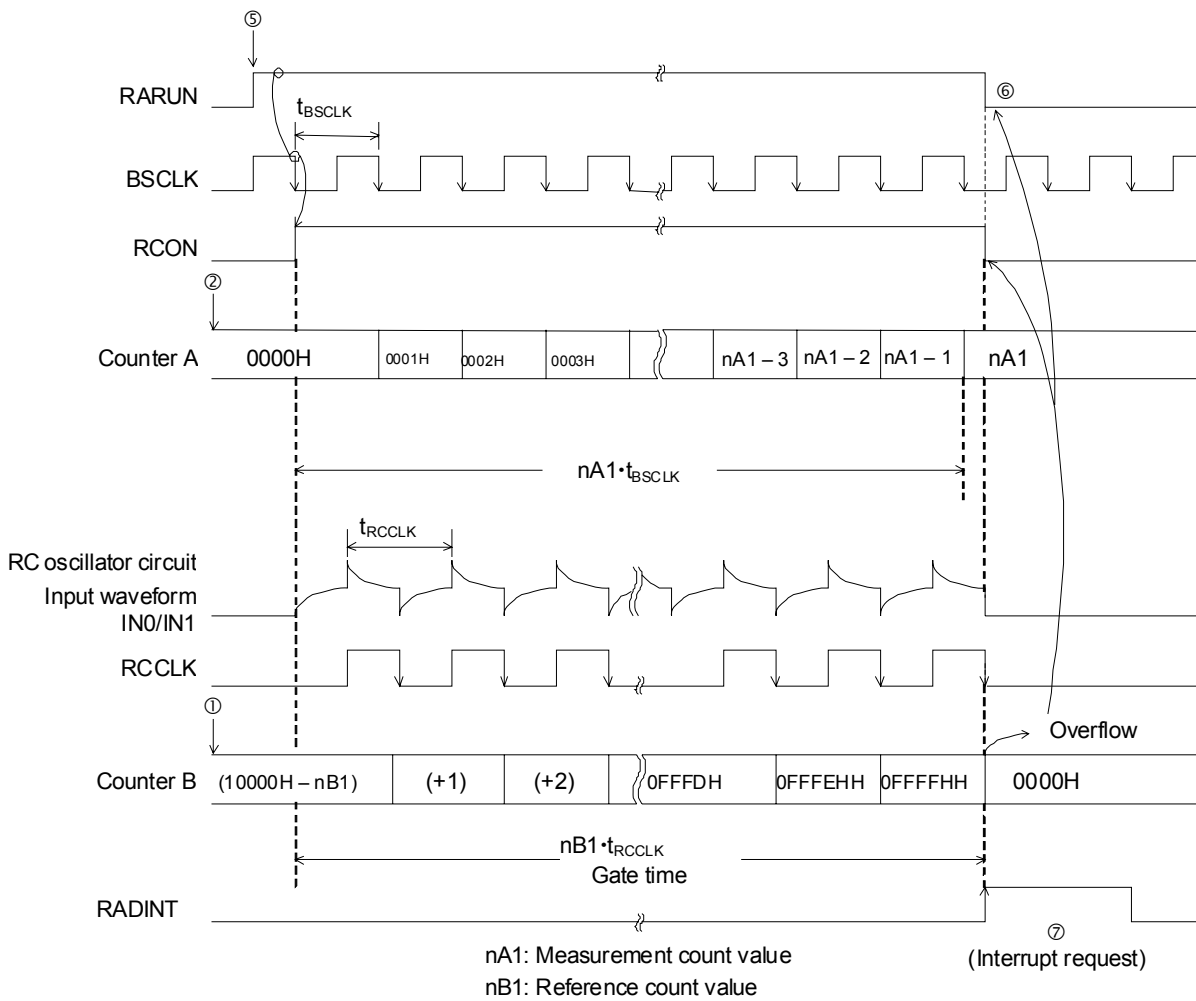 ⑤
RARUN
⑥
tBSCLK
BSCLK
RCON
②
Counter A 0000H 0001H 0002H 0003H nA1 – 3 nA1 – 2 nA1 – 1 nA1
nA1•tBSCLK
tRCCLK
RC oscillator circuit
Input waveform
IN0/IN1
RCCLK
①
Overflow
Counter B (10000H – nB1) (+1) (+2) 0FFFDH 0FFFEHH 0FFFFHH 0000H
nB1•tRCCLK
Gate time
RADINT
⑦
(Interrupt request)
nA1: Measurement count value
nB1: Reference count value